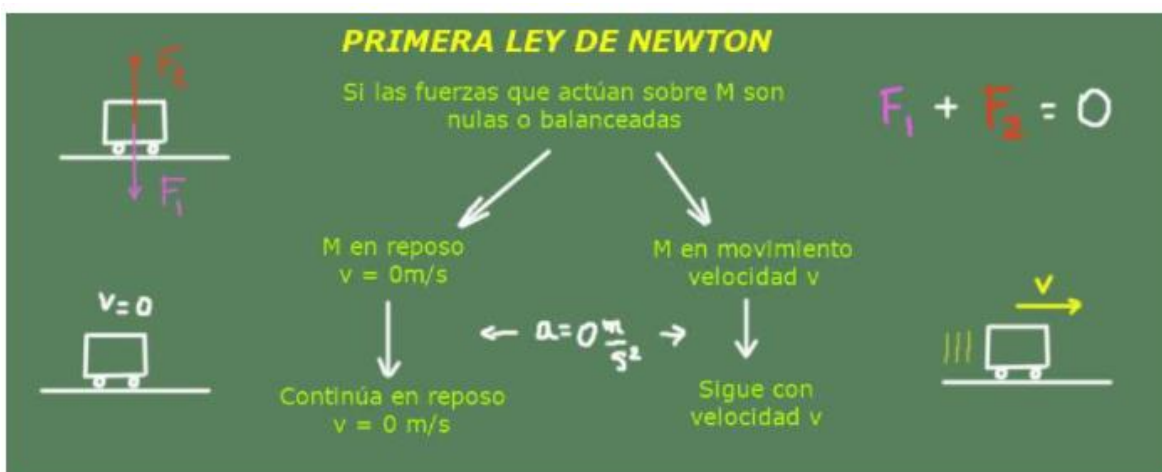 PRIMERA LEY DE NEWTON
Si las fuerzas que actúan sobre M son
nulas o balanceadas
F₂
F₁
F₁ + F₂ = 0
M en reposo
v = 0m/s
M en movimiento
velocidad v
v=0
← a=0 m/s² →
v
Continúa en reposo
v = 0 m/s
Sigue con
velocidad v